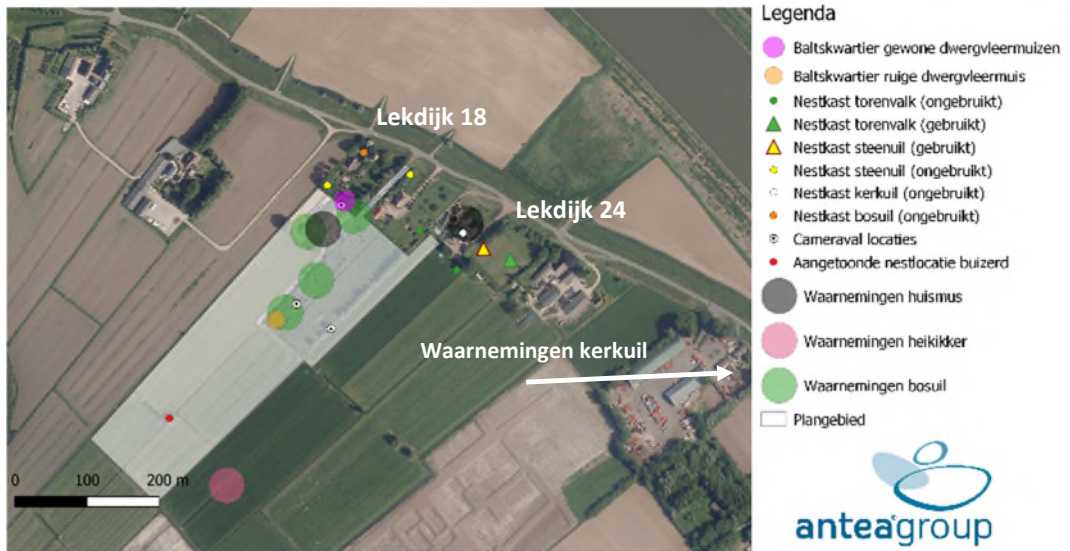 Lekdijk 18
Lekdijk 24
Waarnemingen kerkuil
0 100 200 m
Legenda
Baltskwartier gewone dwergvleermuizen
Baltskwartier ruige dwergvleermuis
Nestkast torenvalk (ongebruikt)
Nestkast torenvalk (gebruikt)
Nestkast steenuil (gebruikt)
Nestkast steenuil (ongebruikt)
Nestkast kerkuil (ongebruikt)
Nestkast bosuil (ongebruikt)
Cameraval locaties
Aangetoonde nestlocatie buizerd
Waarnemingen huismus
Waarnemingen heikikker
Waarnemingen bosuil
Plangebied
anteagroup